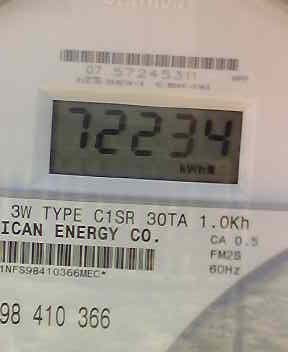 07 57245311
72234
kWh
3W TYPE C1SR 30TA 1.0Kh
ICAN ENERGY CO.
CA 0.5
FM2S
60Hz
1NFS98410366MEC*
98 410 366